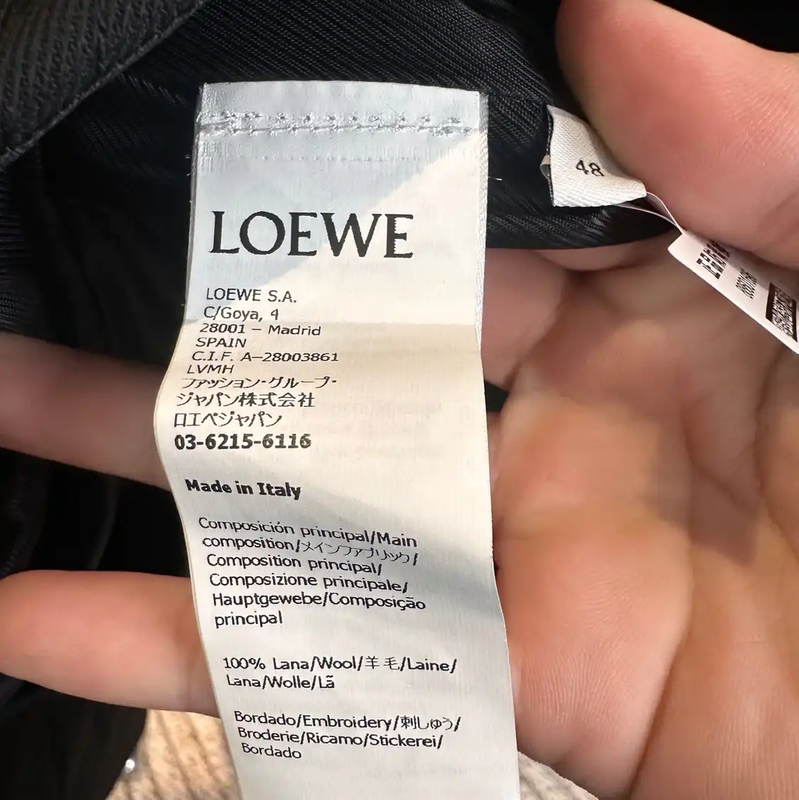 LOEWE
LOEWE S.A.
C/Goya, 4
28001 – Madrid
SPAIN
C.I.F. A–28003861
LVMH
ファッション・グループ・
ジャパン株式会社
ロエベジャパン
03-6215-6116
Made in Italy
Composición principal/Main
composition/メインファブリック/
Composition principal/
Composizione principale/
Hauptgewebe/Composição
principal
100% Lana/Wool/羊毛/Laine/
Lana/Wolle/Lã
Bordado/Embroidery/刺しゅう/
Broderie/Ricamo/Stickerei/
Bordado
48